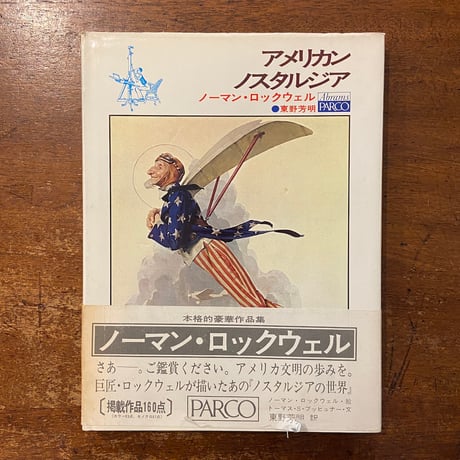 アメリカン
ノスタルジア
ノーマン・ロックウェル
Abrams
●東野芳明
PARCO
本格的豪華作品集
ノーマン・ロックウェル
さあ――。ご鑑賞ください。アメリカ文明の歩みを。
巨匠・ロックウェルが描いたあの『ノスタルジアの世界』
[掲載作品160点]
PARCO
ノーマン・ロックウェル・絵
トーマス・S・ブッヒュナー・文
東野芳明 訳